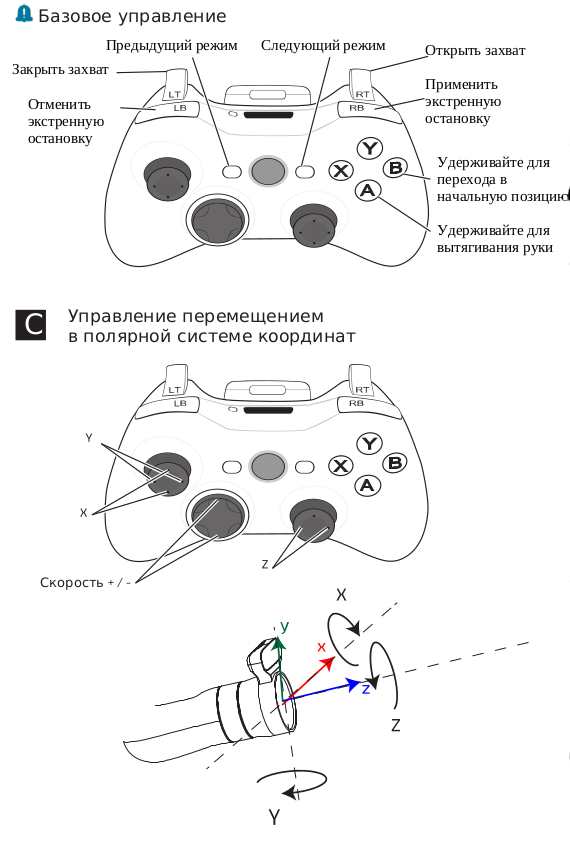 Базовое управление
Предыдущий режим
Следующий режим
Открыть захват
Закрыть захват
Применить
экстренную
остановку
Отменить
экстренную
остановку
LT
RT
LB
RB
Y
X
B
A
Удерживайте для
перехода в
начальную позицию
Удерживайте для
вытягивания руки
C
Управление перемещением
в полярной системе координат
LT
RT
LB
RB
Y
Y
X
B
A
X
Z
Скорость + / -
X
y
x
z
Z
Y